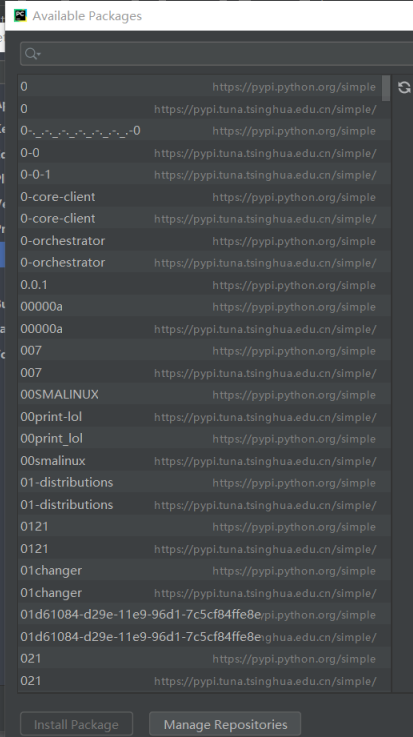 PC Available Packages
0 https://pypi.python.org/simple
0 https://pypi.tuna.tsinghua.edu.cn/simple/
0-._.-._.-._.-._.-._.-._.-0 https://pypi.python.org/simple
0-0 https://pypi.tuna.tsinghua.edu.cn/simple/
0-0-1 https://pypi.tuna.tsinghua.edu.cn/simple/
0-core-client https://pypi.python.org/simple
0-core-client https://pypi.tuna.tsinghua.edu.cn/simple/
0-orchestrator https://pypi.python.org/simple
0-orchestrator https://pypi.tuna.tsinghua.edu.cn/simple/
0.0.1 https://pypi.python.org/simple
00000a https://pypi.python.org/simple
00000a https://pypi.tuna.tsinghua.edu.cn/simple/
007 https://pypi.python.org/simple
007 https://pypi.tuna.tsinghua.edu.cn/simple/
00SMALINUX https://pypi.python.org/simple
00print-lol https://pypi.tuna.tsinghua.edu.cn/simple/
00print_lol https://pypi.python.org/simple
00smalinux https://pypi.tuna.tsinghua.edu.cn/simple/
01-distributions https://pypi.python.org/simple
01-distributions https://pypi.tuna.tsinghua.edu.cn/simple/
0121 https://pypi.python.org/simple
0121 https://pypi.tuna.tsinghua.edu.cn/simple/
01changer https://pypi.python.org/simple
01changer https://pypi.tuna.tsinghua.edu.cn/simple/
01d61084-d29e-11e9-96d1-7c5cf84ffe8e https://pypi.python.org/simple
01d61084-d29e-11e9-96d1-7c5cf84ffe8e https://pypi.tuna.tsinghua.edu.cn/simple/
021 https://pypi.python.org/simple
021 https://pypi.tuna.tsinghua.edu.cn/simple/
Install Package Manage Repositories